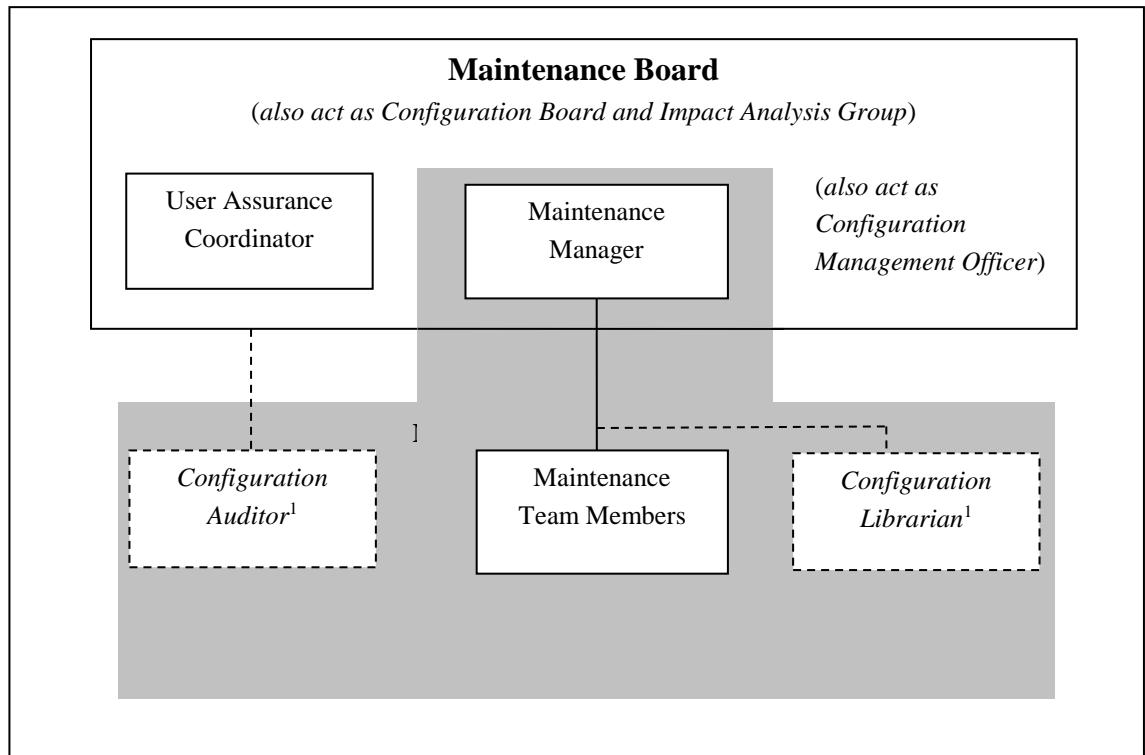 Maintenance Board
(also act as Configuration Board and Impact Analysis Group)
User Assurance
Coordinator
Maintenance
Manager
(also act as
Configuration
Management Officer)
Configuration
Auditor¹
Maintenance
Team Members
Configuration
Librarian¹